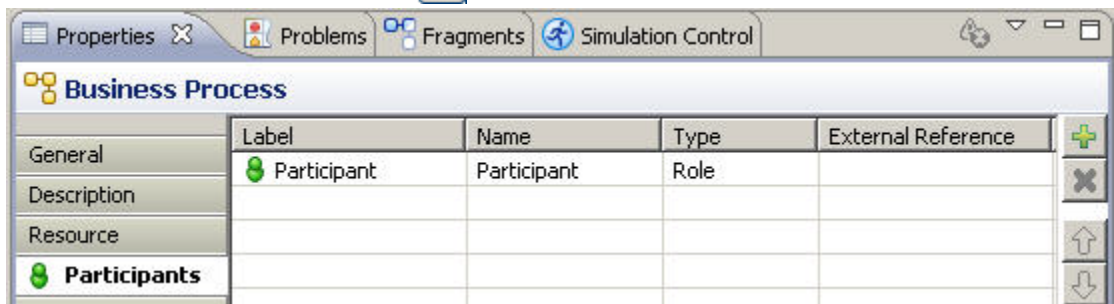 Properties Problems Fragments Simulation Control
Business Process
Label Name Type External Reference
General
Participant Participant Role
Description
Resource
Participants